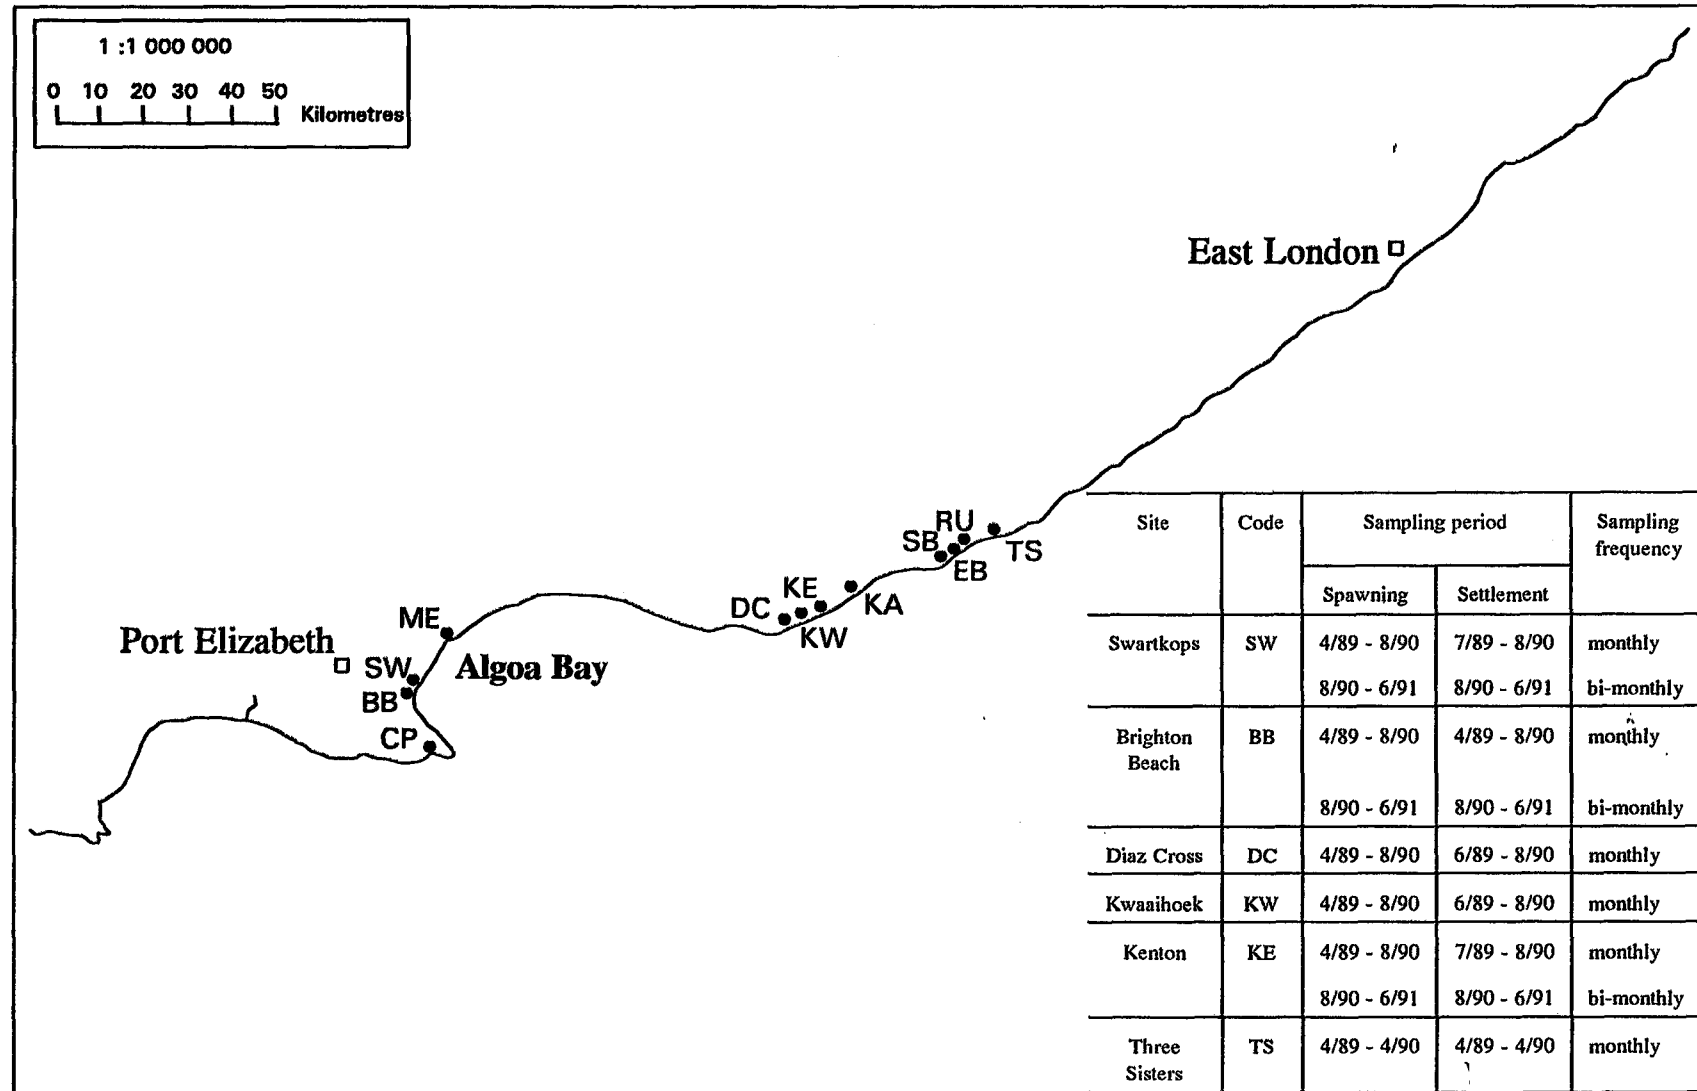 1 :1 000 000
0 10 20 30 40 50
Kilometres
East London
RU
SB
TS
EB
KE
KA
DC
KW
ME
Port Elizabeth
SW
Algoa Bay
BB
CP
Site Code Sampling period Sampling
frequency
Spawning Settlement
Swartkops SW 4/89 - 8/90 7/89 - 8/90 monthly
8/90 - 6/91 8/90 - 6/91 bi-monthly
Brighton BB 4/89 - 8/90 4/89 - 8/90 monthly
Beach
8/90 - 6/91 8/90 - 6/91 bi-monthly
Diaz Cross DC 4/89 - 8/90 6/89 - 8/90 monthly
Kwaaihoek KW 4/89 - 8/90 6/89 - 8/90 monthly
Kenton KE 4/89 - 8/90 7/89 - 8/90 monthly
8/90 - 6/91 8/90 - 6/91 bi-monthly
Three TS 4/89 - 4/90 4/89 - 4/90 monthly
Sisters